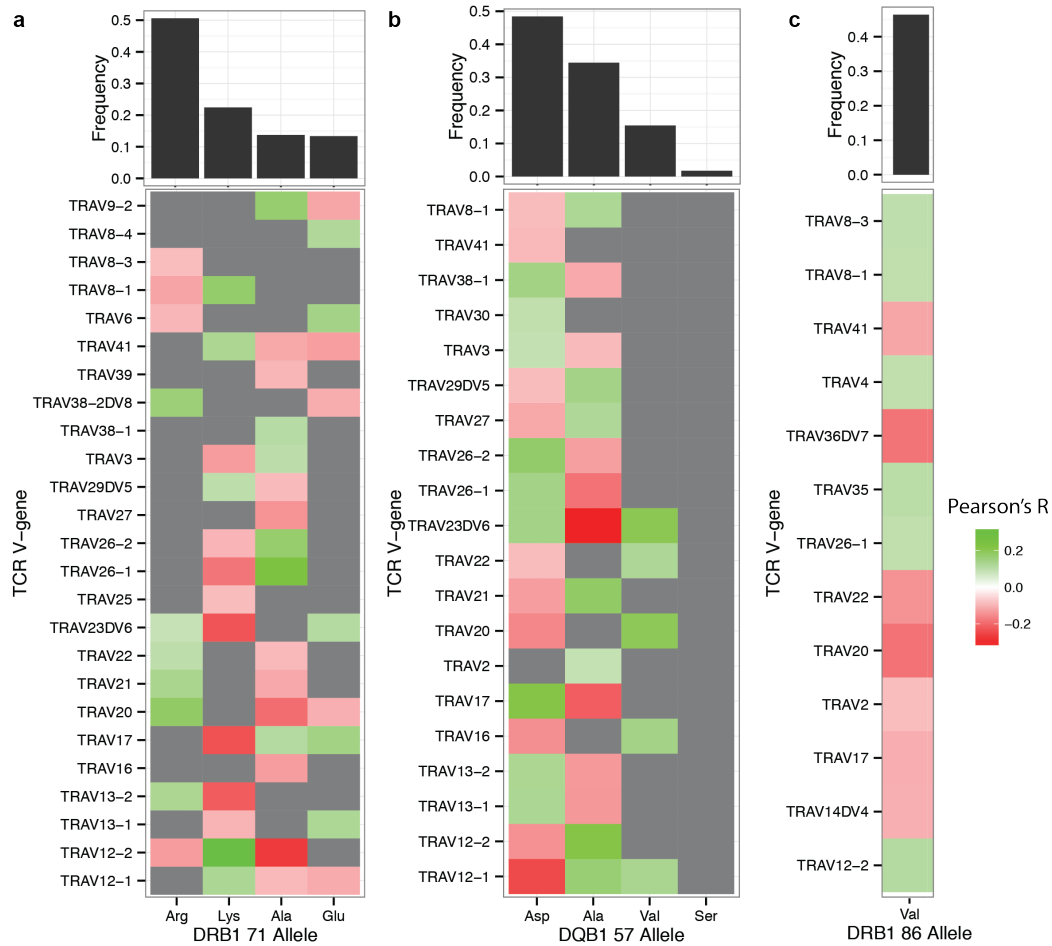 a
0.5
0.4
0.3
0.2
0.1
0.0
Frequency
TRAV9−2
TRAV8−4
TRAV8−3
TRAV8−1
TRAV6
TRAV41
TRAV39
TRAV38−2DV8
TRAV38−1
TRAV3
TRAV29DV5
TRAV27
TRAV26−2
TRAV26−1
TRAV25
TRAV23DV6
TRAV22
TRAV21
TRAV20
TRAV17
TRAV16
TRAV13−2
TRAV13−1
TRAV12−2
TRAV12−1
TCR V−gene
Arg Lys Ala Glu
DRB1 71 Allele
b
0.5
0.4
0.3
0.2
0.1
0.0
Frequency
TRAV8−1
TRAV41
TRAV38−1
TRAV30
TRAV3
TRAV29DV5
TRAV27
TRAV26−2
TRAV26−1
TRAV23DV6
TRAV22
TRAV21
TRAV20
TRAV2
TRAV17
TRAV16
TRAV13−2
TRAV13−1
TRAV12−2
TRAV12−1
TCR V−gene
Asp Ala Val Ser
DQB1 57 Allele
c
0.4
0.3
0.2
0.1
0.0
Frequency
TRAV8−3
TRAV8−1
TRAV41
TRAV4
TRAV36DV7
TRAV35
TRAV26−1
TRAV22
TRAV20
TRAV2
TRAV17
TRAV14DV4
TRAV12−2
TCR V−gene
Val
DRB1 86 Allele
Pearson's R
0.2
0.0
−0.2